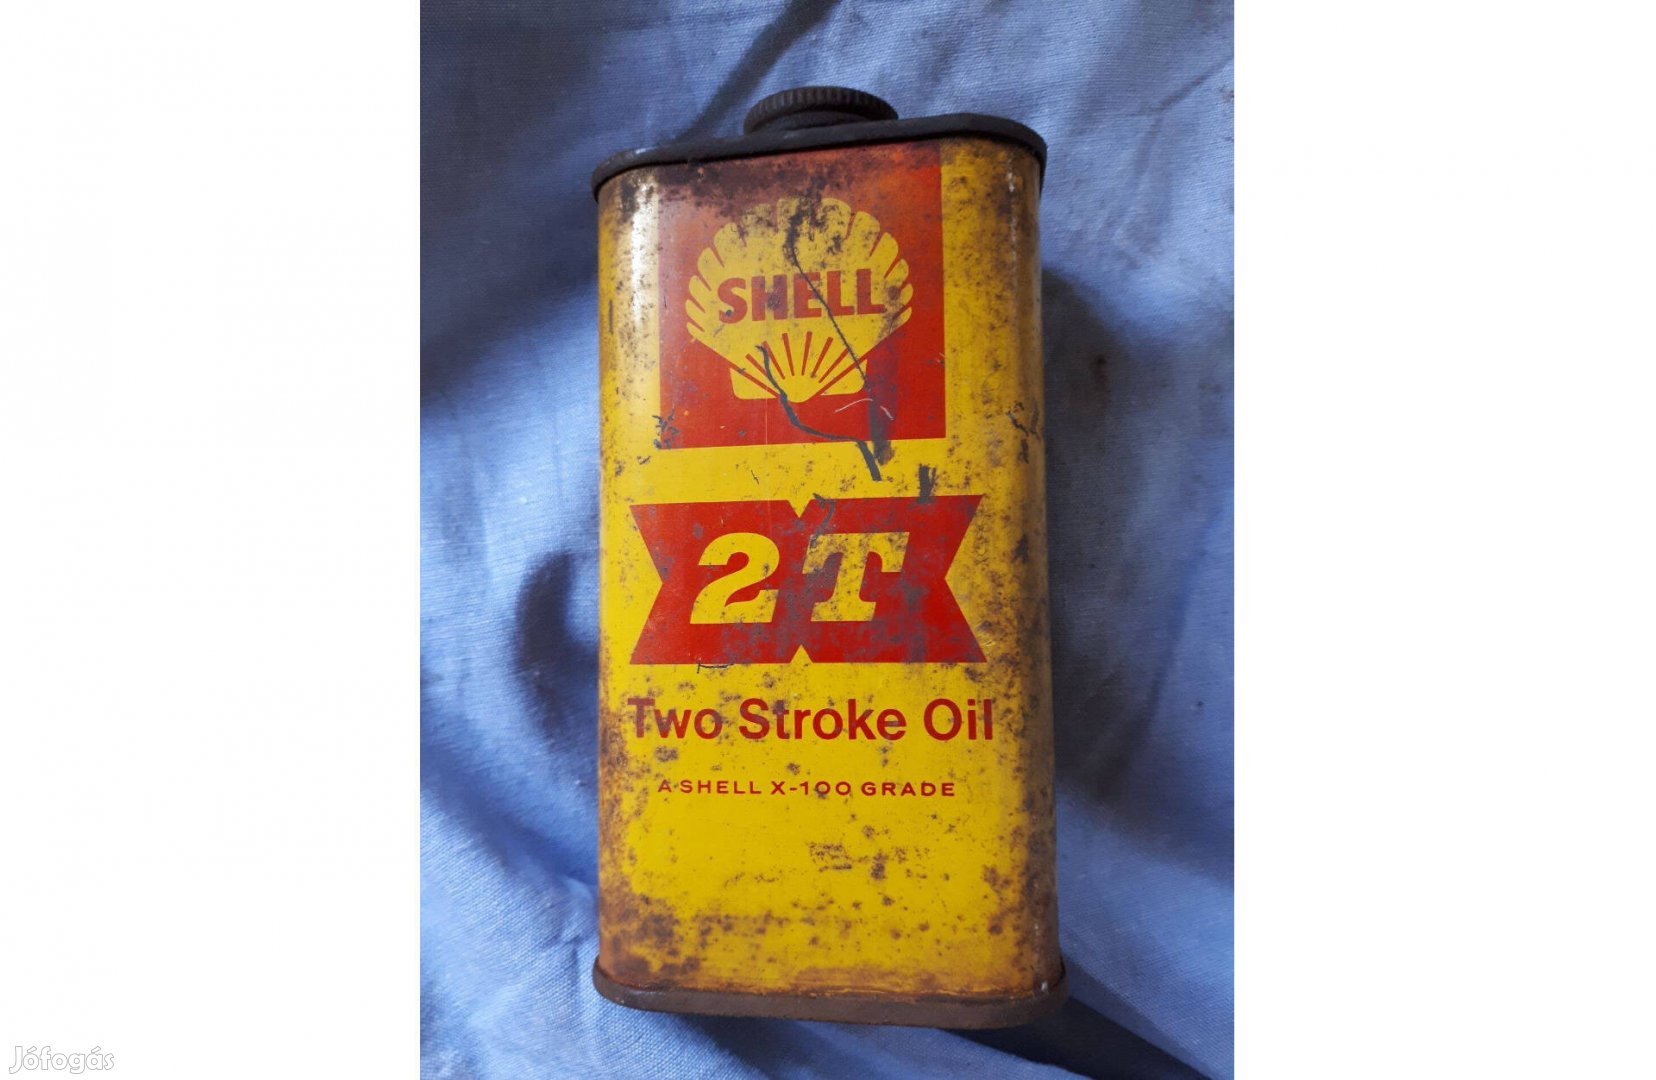 SHELL
2T
Two Stroke Oil
A SHELL X-100 GRADE
Jófogás